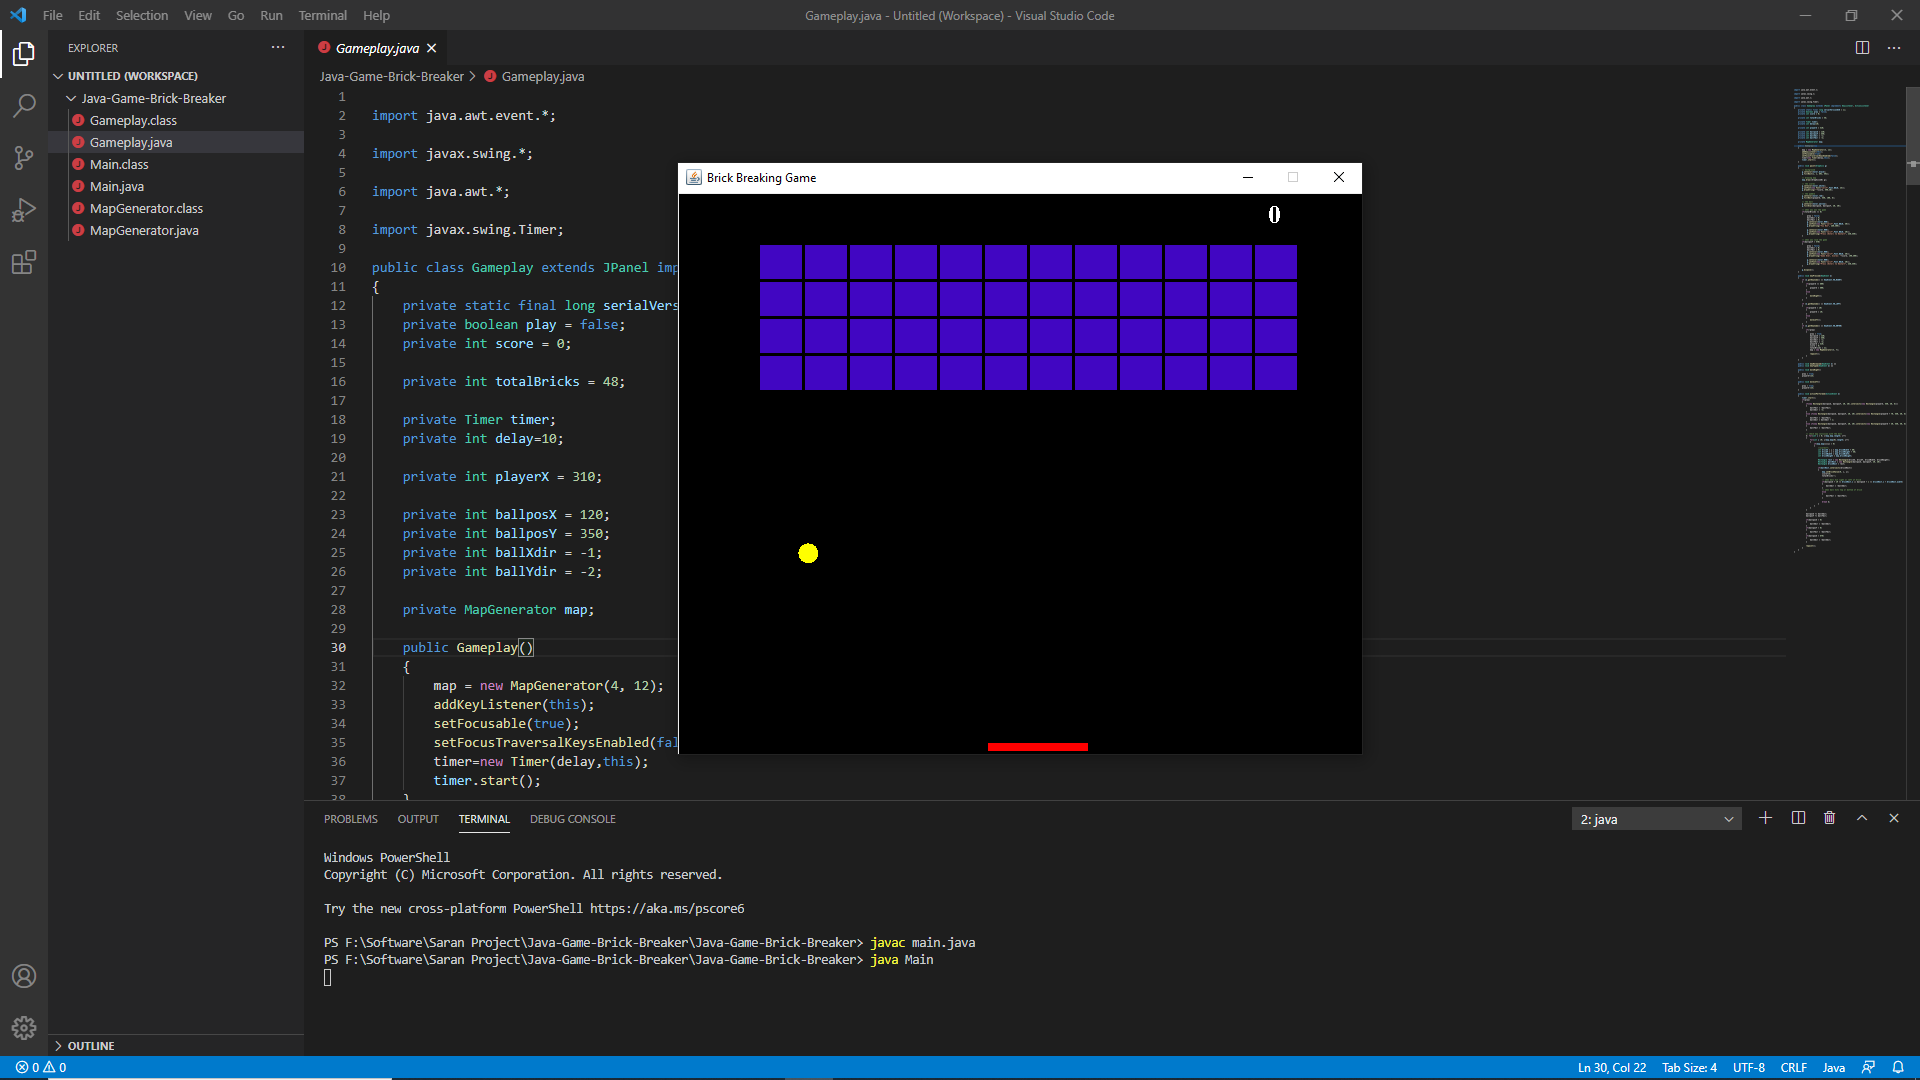 File Edit Selection View Go Run Terminal Help
Gameplay.java - Untitled (Workspace) - Visual Studio Code
EXPLORER
UNTITLED (WORKSPACE)
Java-Game-Brick-Breaker
Gameplay.class
Gameplay.java
Main.class
Main.java
MapGenerator.class
MapGenerator.java
OUTLINE
Gameplay.java
Java-Game-Brick-Breaker > Gameplay.java
1
2 import java.awt.event.*;
3
4 import javax.swing.*;
5
6 import java.awt.*;
7
8 import javax.swing.Timer;
9
10 public class Gameplay extends JPanel imp
11 {
12 private static final long serialVers
13 private boolean play = false;
14 private int score = 0;
15
16 private int totalBricks = 48;
17
18 private Timer timer;
19 private int delay=10;
20
21 private int playerX = 310;
22
23 private int ballposX = 120;
24 private int ballposY = 350;
25 private int ballXdir = -1;
26 private int ballYdir = -2;
27
28 private MapGenerator map;
29
30 public Gameplay()
31 {
32 map = new MapGenerator(4, 12);
33 addKeyListener(this);
34 setFocusable(true);
35 setFocusTraversalKeysEnabled(fal
36 timer=new Timer(delay,this);
37 timer.start();
38 }
Brick Breaking Game
0
PROBLEMS OUTPUT TERMINAL DEBUG CONSOLE
2: java
Windows PowerShell
Copyright (C) Microsoft Corporation. All rights reserved.
Try the new cross-platform PowerShell https://aka.ms/pscore6
PS F:\Software\Saran Project\Java-Game-Brick-Breaker\Java-Game-Brick-Breaker> javac main.java
PS F:\Software\Saran Project\Java-Game-Brick-Breaker\Java-Game-Brick-Breaker> java Main
0 0
Ln 30, Col 22 Tab Size: 4 UTF-8 CRLF Java